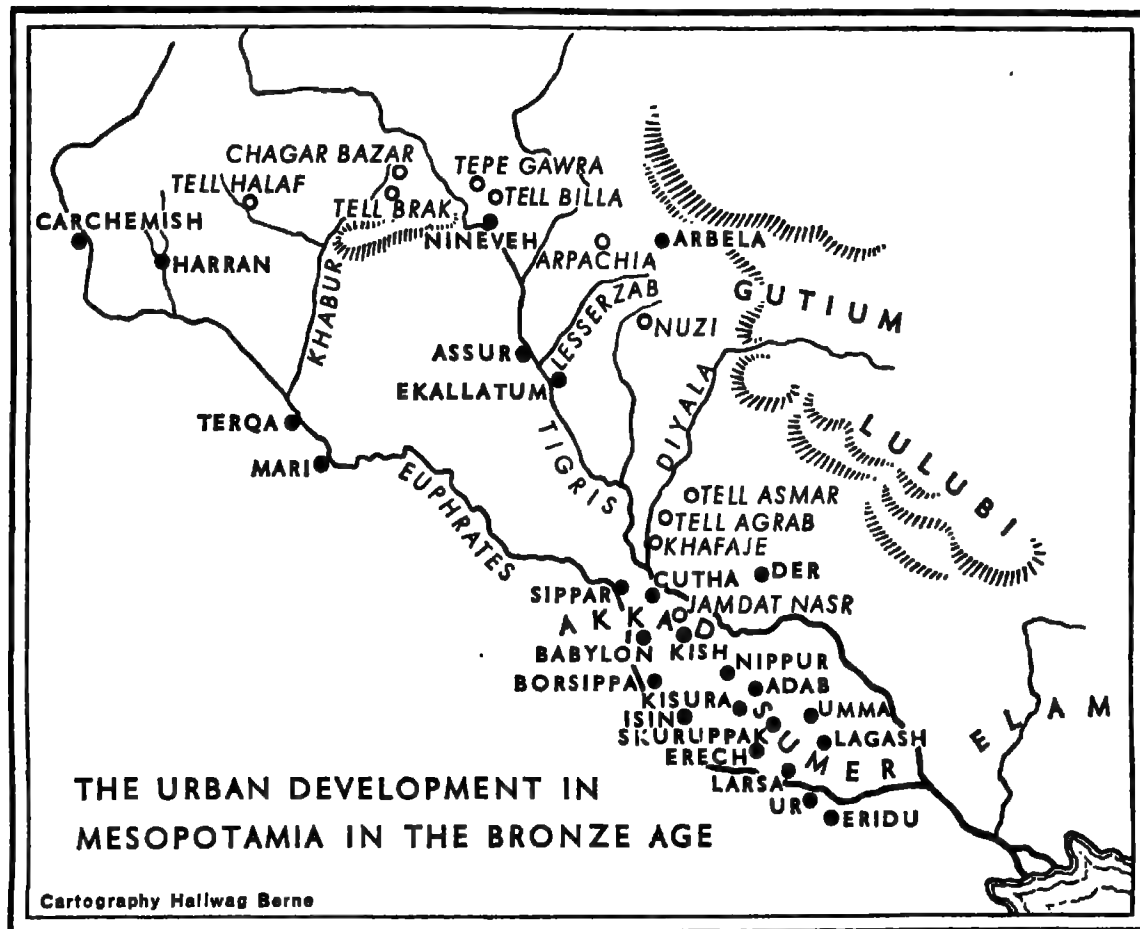 CHAGAR BAZAR
TEPE GAWRA
TELL HALAF
TELL BILLA
TELL BRAK
CARCHEMISH
NINEVEH
ARBELA
HARRAN
ARPACHIA
GUTIUM
LESSERZAB
KHABUR
NUZI
ASSUR
EKALLATUM
DIYALA
TERQA
TIGRIS
LULUBI
MARI
EUPHRATES
TELL ASMAR
TELL AGRAB
KHAFAJE
CUTHA
DER
SIPPAR
JAMDAT NASR
AKKAD
BABYLON
KISH
NIPPUR
BORSIPPA
ADAB
KISURA
ISIN
UMMA
SKURUPPAK
SUMER
LAGASH
ERECH
ELAM
LARSA
UR
ERIDU
THE URBAN DEVELOPMENT IN
MESOPOTAMIA IN THE BRONZE AGE
Cartography Hallwag Berne